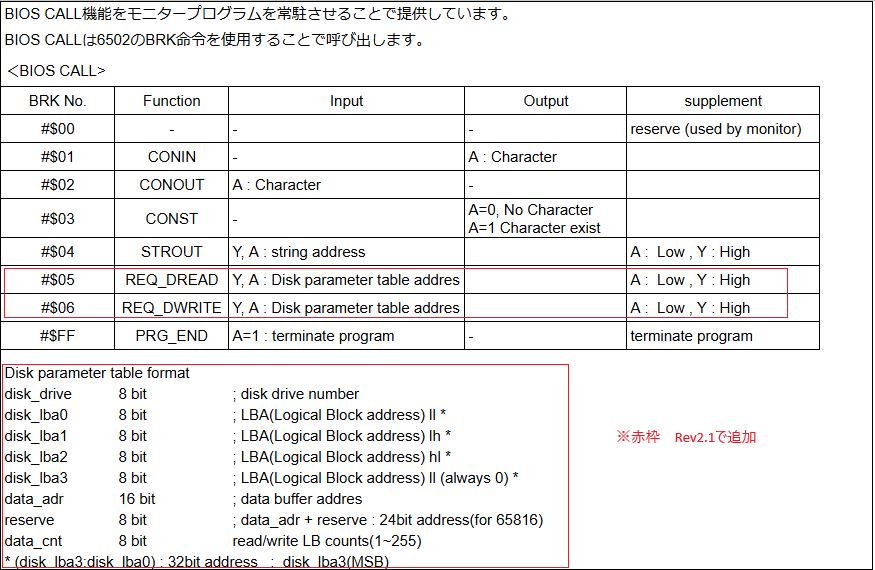 BIOS CALL機能をモニタープログラムを常駐させることで提供しています。
BIOS CALLは6502のBRK命令を使用することで呼び出します。
＜BIOS CALL>
BRK No. Function Input Output supplement
#$00 - - - reserve (used by monitor)
#$01 CONIN - A : Character
#$02 CONOUT A : Character -
#$03 CONST - A=0, No Character
A=1 Character exist
#$04 STROUT Y, A : string address A : Low , Y : High
#$05 REQ_DREAD Y, A : Disk parameter table addres A : Low , Y : High
#$06 REQ_DWRITE Y, A : Disk parameter table addres A : Low , Y : High
#$FF PRG_END A=1 : terminate program - terminate program
Disk parameter table format
disk_drive 8 bit ; disk drive number
disk_lba0 8 bit ; LBA(Logical Block address) ll *
disk_lba1 8 bit ; LBA(Logical Block address) lh *
disk_lba2 8 bit ; LBA(Logical Block address) hl *
disk_lba3 8 bit ; LBA(Logical Block address) ll (always 0) *
data_adr 16 bit ; data buffer addres
reserve 8 bit ; data_adr + reserve : 24bit address(for 65816)
data_cnt 8 bit read/write LB counts(1~255)
* (disk_lba3:disk_lba0) : 32bit address : disk_lba3(MSB)
※赤枠 Rev2.1で追加